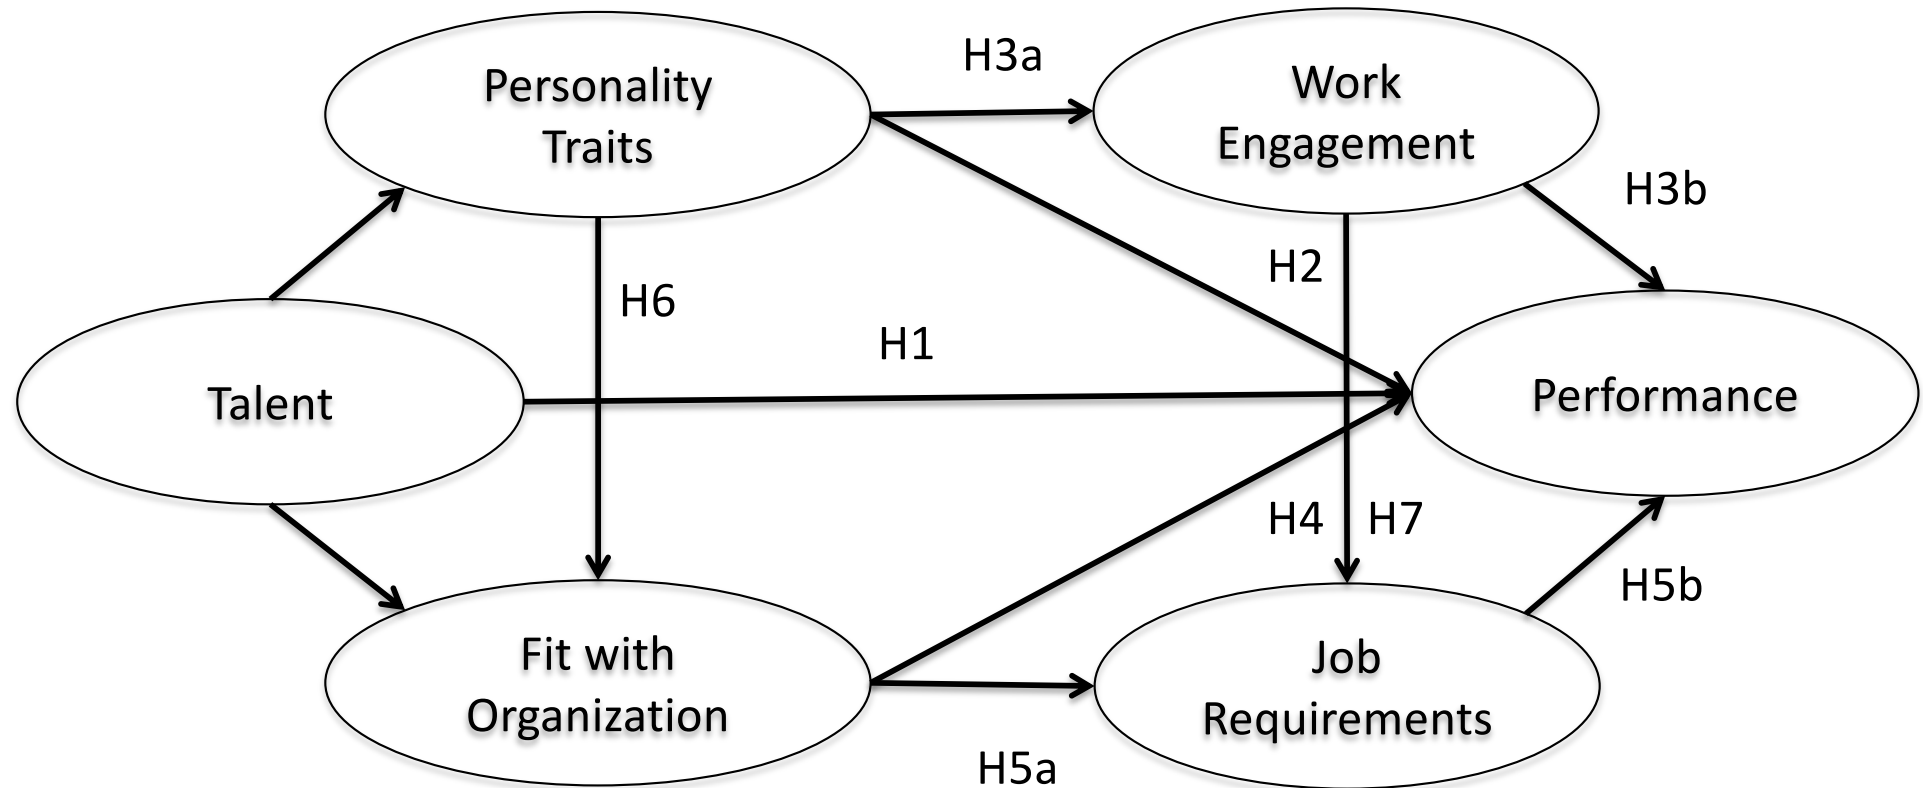 Personality
Traits
H3a
Work
Engagement
H3b
H2
H6
H1
Talent
Performance
H4
H7
H5b
Fit with
Organization
Job
Requirements
H5a